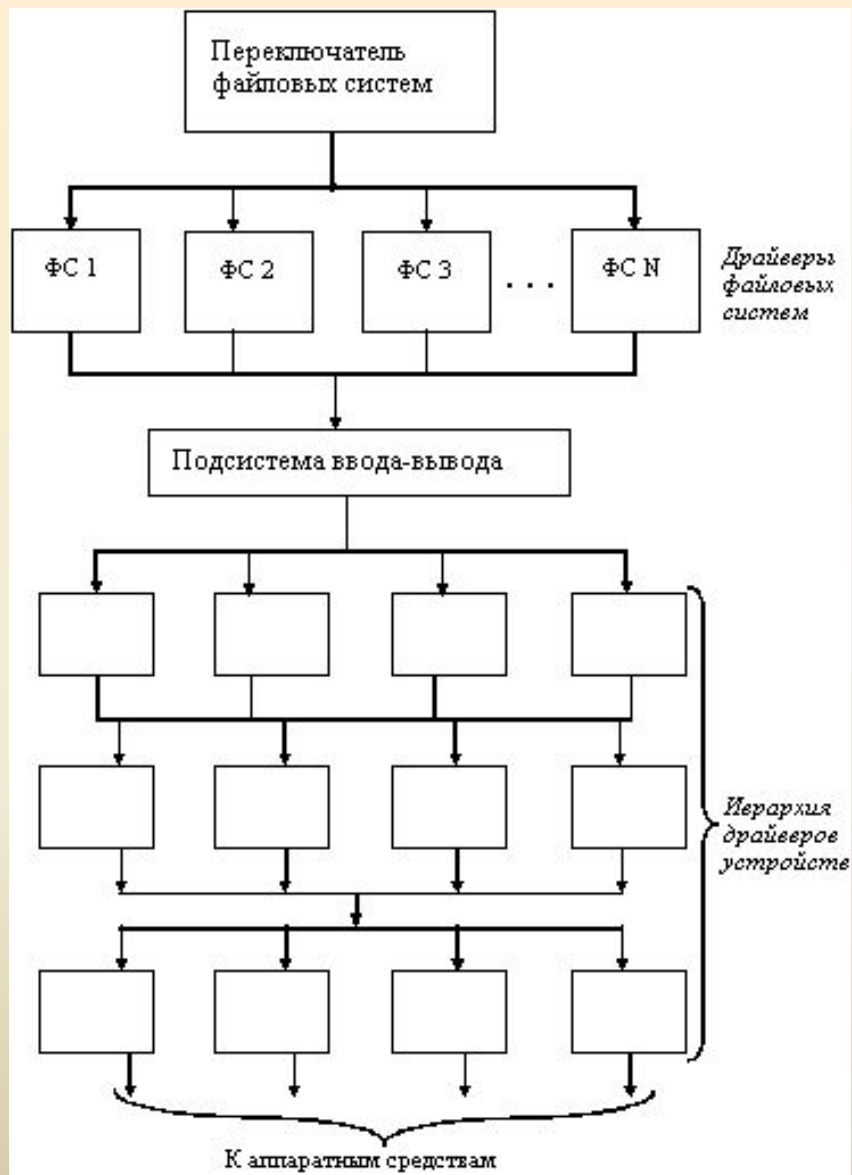 Переключатель
файловых систем
ФС 1
ФС 2
ФС 3
. . .
ФС N
Драйверы
файловых
систем
Подсистема ввода-вывода
Иерархия
драйверов
устройств
К аппаратным средствам